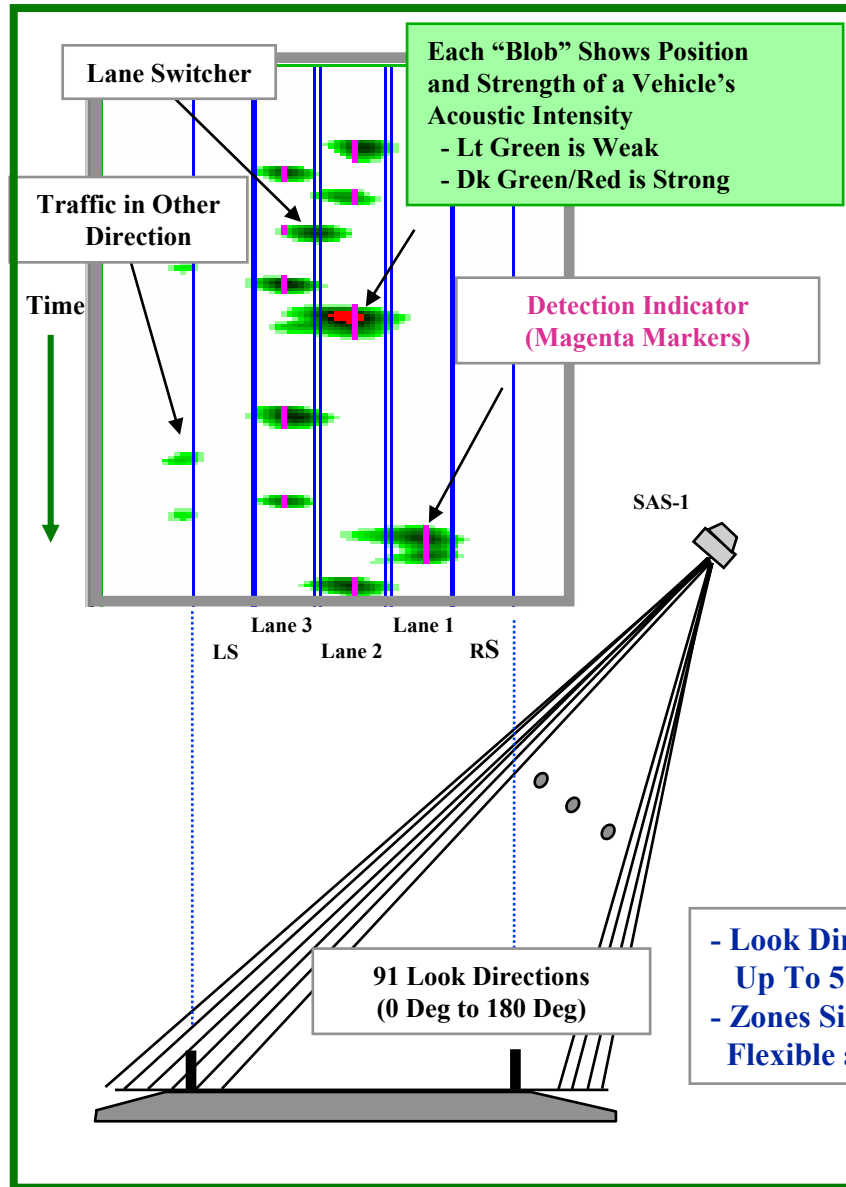 Lane Switcher
Each “Blob” Shows Position
and Strength of a Vehicle’s
Acoustic Intensity
- Lt Green is Weak
- Dk Green/Red is Strong
Traffic in Other
Direction
Time
Detection Indicator
(Magenta Markers)
SAS-1
Lane 3
Lane 1
LS
Lane 2
RS
91 Look Directions
(0 Deg to 180 Deg)
- Look Dir
Up To 5
- Zones Si
Flexible a